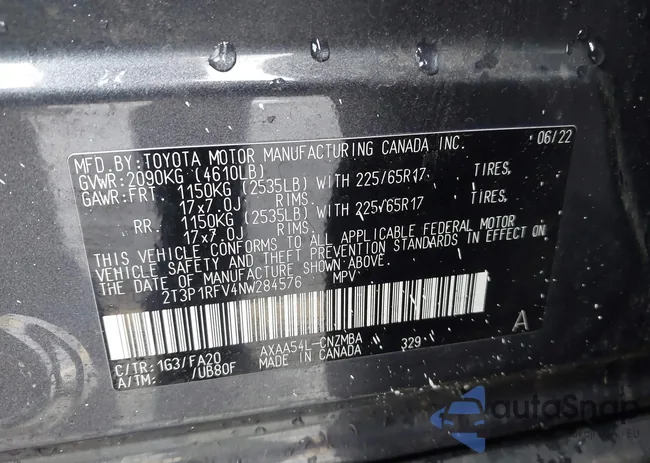 MFD. BY: TOYOTA MOTOR MANUFACTURING CANADA INC. 06/22
GVWR: 2090KG (4610LB)
GAWR: FRT. 1150KG (2535LB) WITH 225/65R17 TIRES,
17x7.0J RIMS.
RR. 1150KG (2535LB) WITH 225/65R17 TIRES,
17x7.0J RIMS.
THIS VEHICLE CONFORMS TO ALL APPLICABLE FEDERAL MOTOR
VEHICLE SAFETY AND THEFT PREVENTION STANDARDS IN EFFECT ON
THE DATE OF MANUFACTURE SHOWN ABOVE.
2T3P1RFV4NW284576 MPV
C/TR: 1G3/FA20 AXAA54L-CNZMBA 329 A
A/TM: /UB80F MADE IN CANADA
autoSnap
.EU